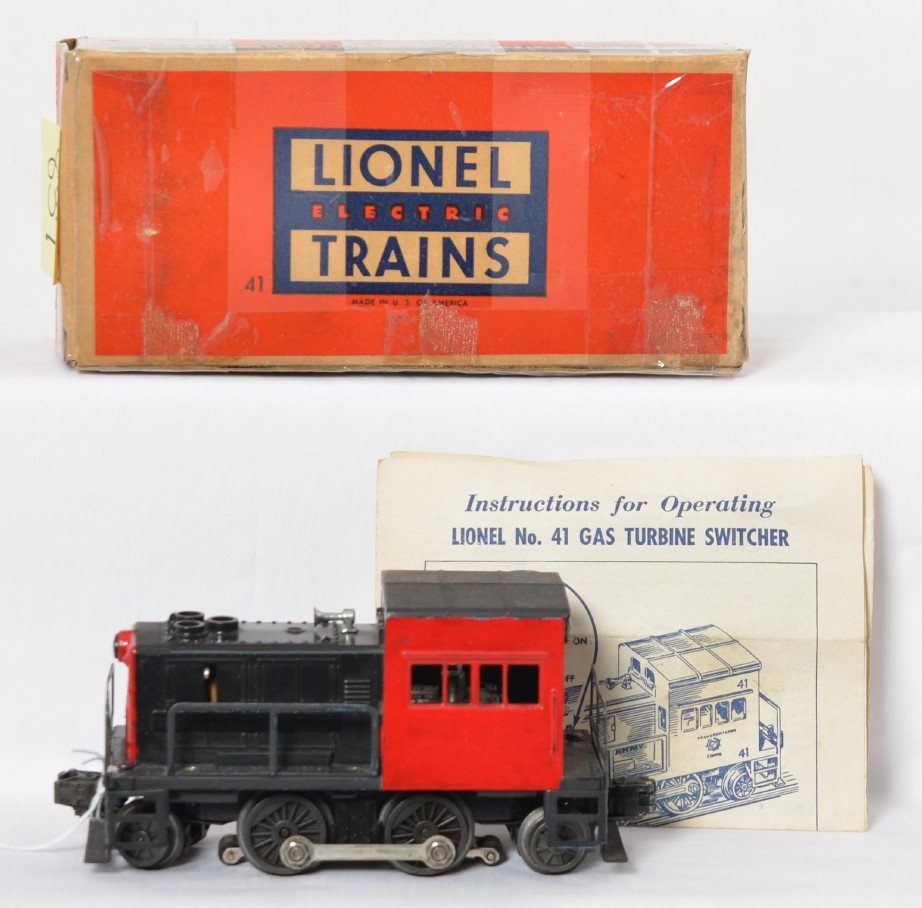 158
LIONEL
ELECTRIC
TRAINS
41
MADE IN U. S. OF AMERICA
Instructions for Operating
LIONEL No. 41 GAS TURBINE SWITCHER
ON
OFF
41
TRANSPORTATION
CORPS
ARMY
41